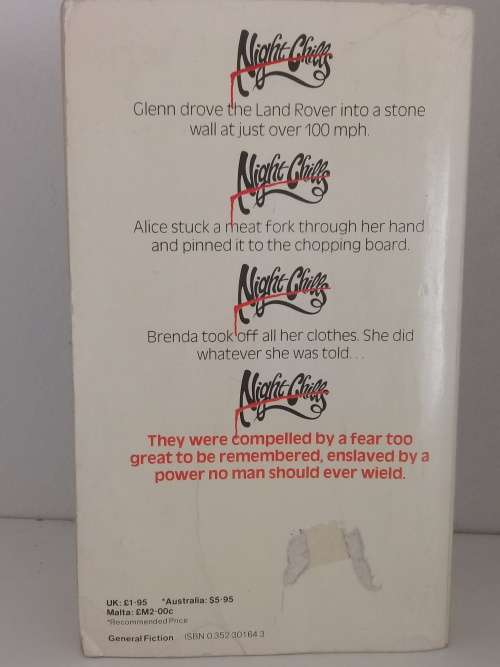 Night Chills
Glenn drove the Land Rover into a stone
wall at just over 100 mph.
Night Chills
Alice stuck a meat fork through her hand
and pinned it to the chopping board.
Night Chills
Brenda took off all her clothes. She did
whatever she was told...
Night Chills
They were compelled by a fear too
great to be remembered, enslaved by a
power no man should ever wield.
UK: £1·95 *Australia: $5·95
Malta: £M2·00c
*Recommended Price
General Fiction ISBN 0 352 30164 3